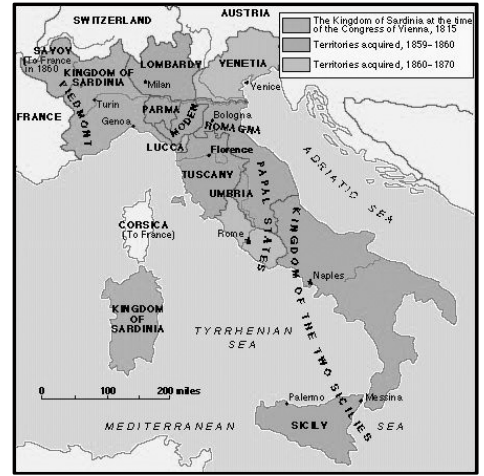 SWITZERLAND
AUSTRIA
The Kingdom of Sardinia at the time
of the Congress of Vienna, 1815
Territories acquired, 1859-1860
Territories acquired, 1860-1870
SAVOY
(To France
in 1860
KINGDOM OF
SARDINIA
LOMBARDY
VENETIA
Milan
Venice
PIEDMONT
Turin
PARMA
MODEN
Bologna
ROMAGNA
FRANCE
Genoa
LUCCA
Florence
TUSCANY
UMBRIA
PAPAL STATES
ADRIATIC SEA
CORSICA
(To France)
Rome
KINGDOM OF THE TWO SICILIES
Naples
KINGDOM
OF
SARDINIA
TYRRHENIAN
SEA
0 100 200 miles
Palermo
Messina
MEDITERRANEAN SEA
SICILY